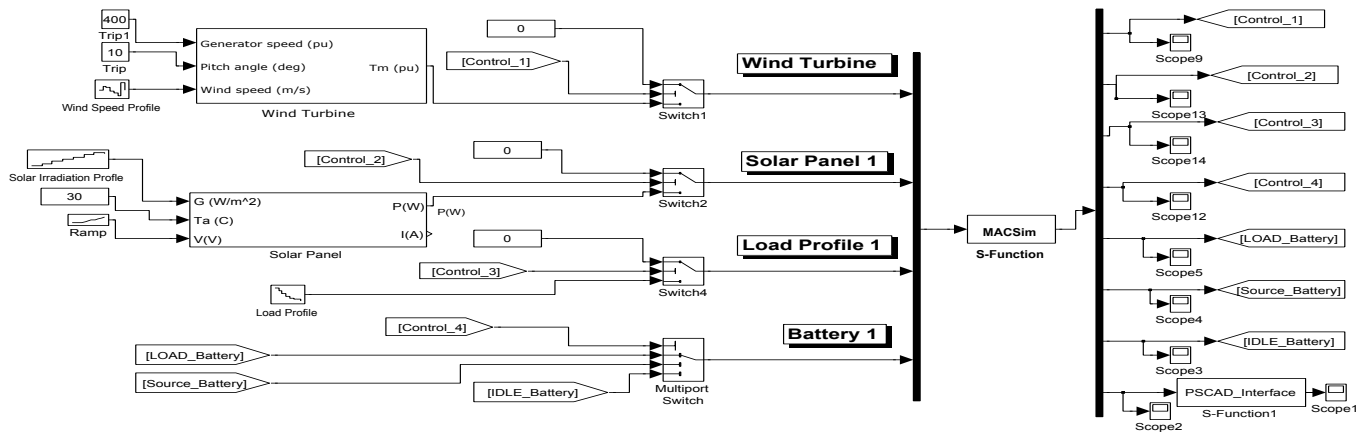 400
Trip1
10
Trip
Wind Speed Profile
Generator speed (pu)
Pitch angle (deg)
Wind speed (m/s)
Tm (pu)
Wind Turbine
0
[Control_1]
Switch1
Wind Turbine
Solar Irradiation Profle
30
Ramp
G (W/m^2)
Ta (C)
V(V)
P(W)
I(A)
P(W)
Solar Panel
[Control_2]
0
Switch2
Solar Panel 1
0
[Control_3]
Load Profile
Switch4
Load Profile 1
[Control_4]
[LOAD_Battery]
[Source_Battery]
[IDLE_Battery]
Multiport
Switch
Battery 1
MACSim
S-Function
[Control_1]
Scope9
[Control_2]
Scope13
[Control_3]
Scope14
[Control_4]
Scope12
[LOAD_Battery]
Scope5
[Source_Battery]
Scope4
[IDLE_Battery]
Scope3
PSCAD_Interface
S-Function1
Scope1
Scope2